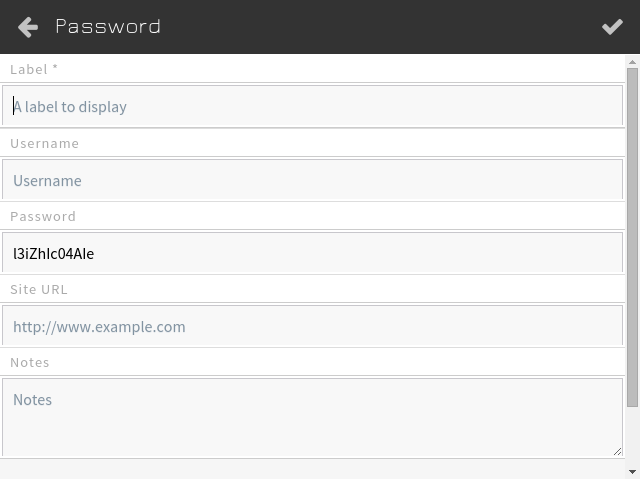 Password
Label *
A label to display
Username
Username
Password
l3iZhIc04AIe
Site URL
http://www.example.com
Notes
Notes